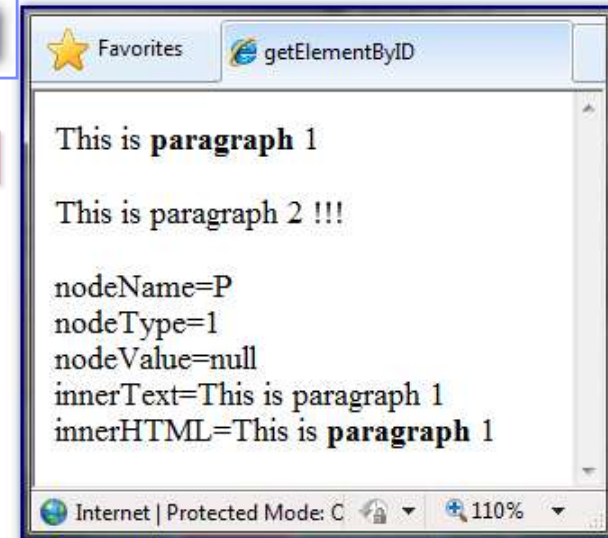 Favorites
getElementByID
This is paragraph 1
This is paragraph 2 !!!
nodeName=P
nodeType=1
nodeValue=null
innerText=This is paragraph 1
innerHTML=This is paragraph 1
Internet | Protected Mode: C 110%